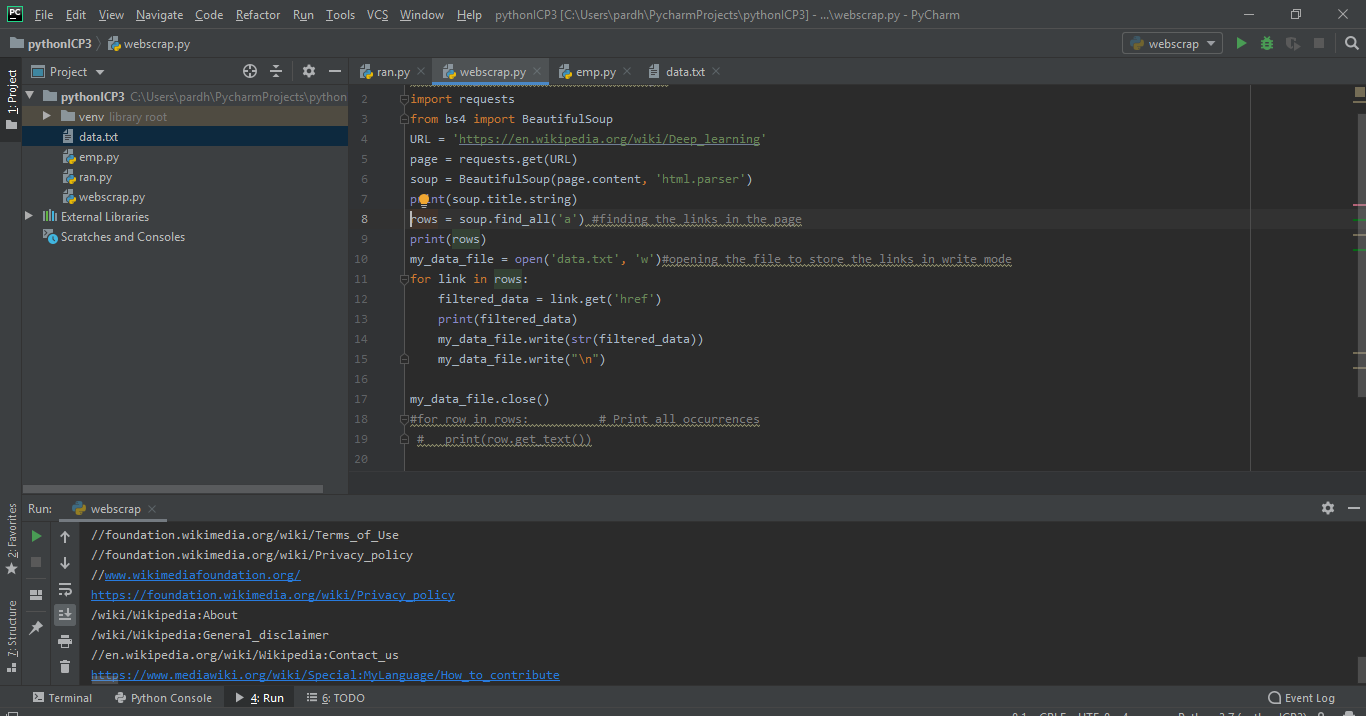 PC File Edit View Navigate Code Refactor Run Tools VCS Window Help pythonICP3 [C:\Users\pardh\PycharmProjects\pythonICP3] - ...\webscrap.py - PyCharm
pythonICP3 webscrap.py webscrap
1: Project
Project
ran.py webscrap.py emp.py data.txt
pythonICP3 C:\Users\pardh\PycharmProjects\python
venv library root
data.txt
emp.py
ran.py
webscrap.py
External Libraries
Scratches and Consoles
2 import requests
3 from bs4 import BeautifulSoup
4 URL = 'https://en.wikipedia.org/wiki/Deep_learning'
5 page = requests.get(URL)
6 soup = BeautifulSoup(page.content, 'html.parser')
7 print(soup.title.string)
8 rows = soup.find_all('a') #finding the links in the page
9 print(rows)
10 my_data_file = open('data.txt', 'w')#opening the file to store the links in write mode
11 for link in rows:
12 filtered_data = link.get('href')
13 print(filtered_data)
14 my_data_file.write(str(filtered_data))
15 my_data_file.write("\n")
16
17 my_data_file.close()
18 #for row in rows: # Print all occurrences
19 # print(row.get_text())
20
2: Favorites
7: Structure
Run: webscrap
//foundation.wikimedia.org/wiki/Terms_of_Use
//foundation.wikimedia.org/wiki/Privacy_policy
//www.wikimediafoundation.org/
https://foundation.wikimedia.org/wiki/Privacy_policy
/wiki/Wikipedia:About
/wiki/Wikipedia:General_disclaimer
//en.wikipedia.org/wiki/Wikipedia:Contact_us
https://www.mediawiki.org/wiki/Special:MyLanguage/How_to_contribute
Terminal Python Console 4: Run 6: TODO Event Log